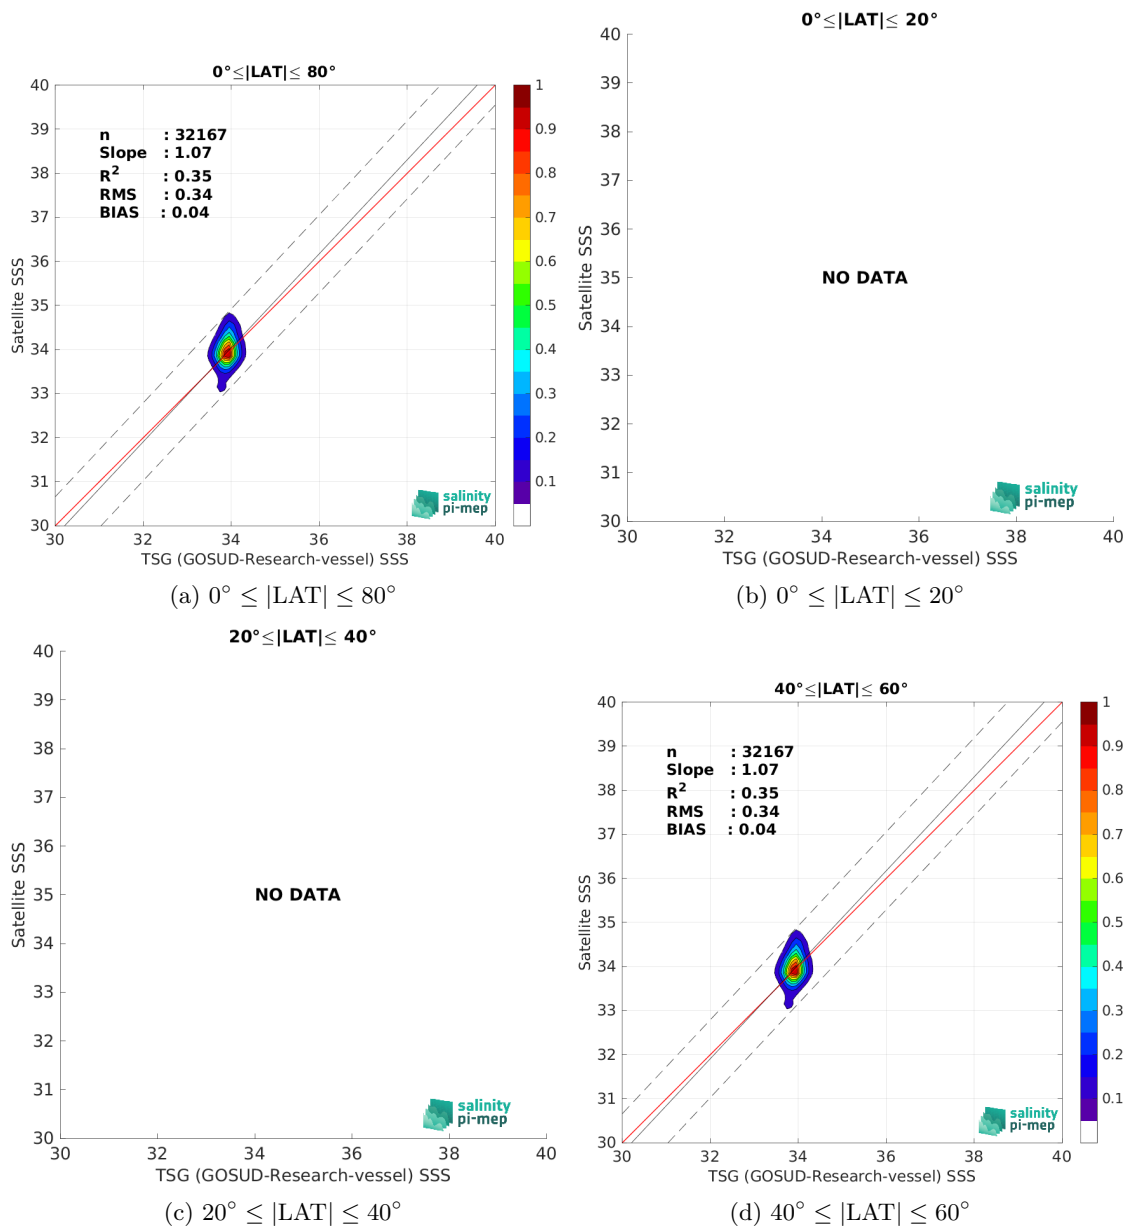 0°≤|LAT|≤ 80°
40
39
38
37
36
35
34
33
32
31
30
Satellite SSS
n : 32167
Slope : 1.07
R² : 0.35
RMS : 0.34
BIAS : 0.04
1
0.9
0.8
0.7
0.6
0.5
0.4
0.3
0.2
0.1
salinity
pi-mep
30 32 34 36 38 40
TSG (GOSUD-Research-vessel) SSS
(a) 0° ≤ |LAT| ≤ 80°
0°≤|LAT|≤ 20°
40
39
38
37
36
35
34
33
32
31
30
Satellite SSS
NO DATA
salinity
pi-mep
30 32 34 36 38 40
TSG (GOSUD-Research-vessel) SSS
(b) 0° ≤ |LAT| ≤ 20°
20°≤|LAT|≤ 40°
40
39
38
37
36
35
34
33
32
31
30
Satellite SSS
NO DATA
salinity
pi-mep
30 32 34 36 38 40
TSG (GOSUD-Research-vessel) SSS
(c) 20° ≤ |LAT| ≤ 40°
40°≤|LAT|≤ 60°
40
39
38
37
36
35
34
33
32
31
30
Satellite SSS
n : 32167
Slope : 1.07
R² : 0.35
RMS : 0.34
BIAS : 0.04
1
0.9
0.8
0.7
0.6
0.5
0.4
0.3
0.2
0.1
salinity
pi-mep
30 32 34 36 38 40
TSG (GOSUD-Research-vessel) SSS
(d) 40° ≤ |LAT| ≤ 60°